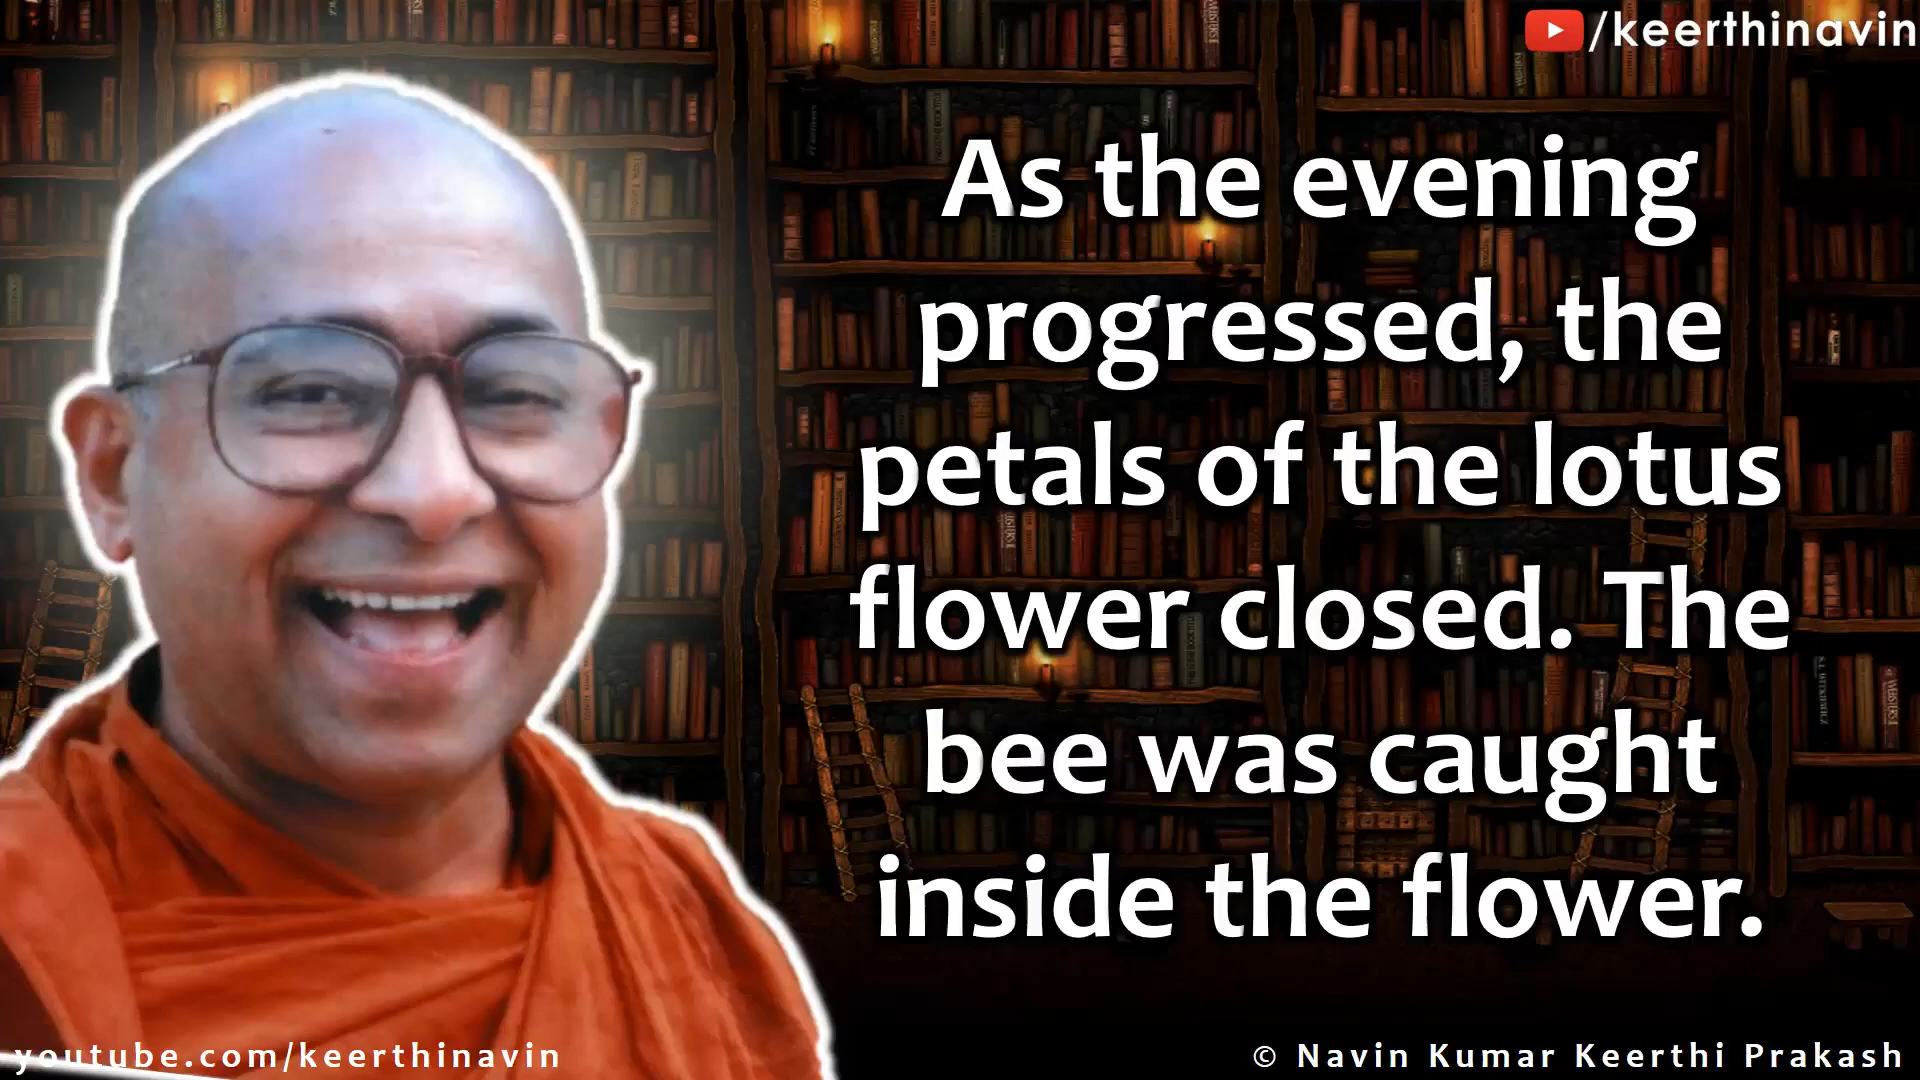 /keerthinavin
As the evening
progressed, the
petals of the lotus
flower closed. The
bee was caught
inside the flower.
youtube.com/keerthinavin
© Navin Kumar Keerthi Prakash